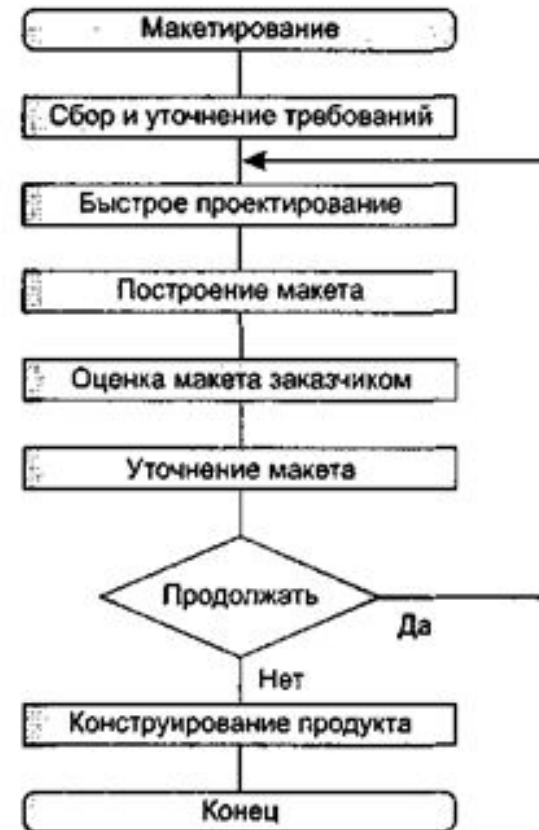 Макетирование
Сбор и уточнение требований
Быстрое проектирование
Построение макета
Оценка макета заказчиком
Уточнение макета
Продолжать
Да
Нет
Конструирование продукта
Конец